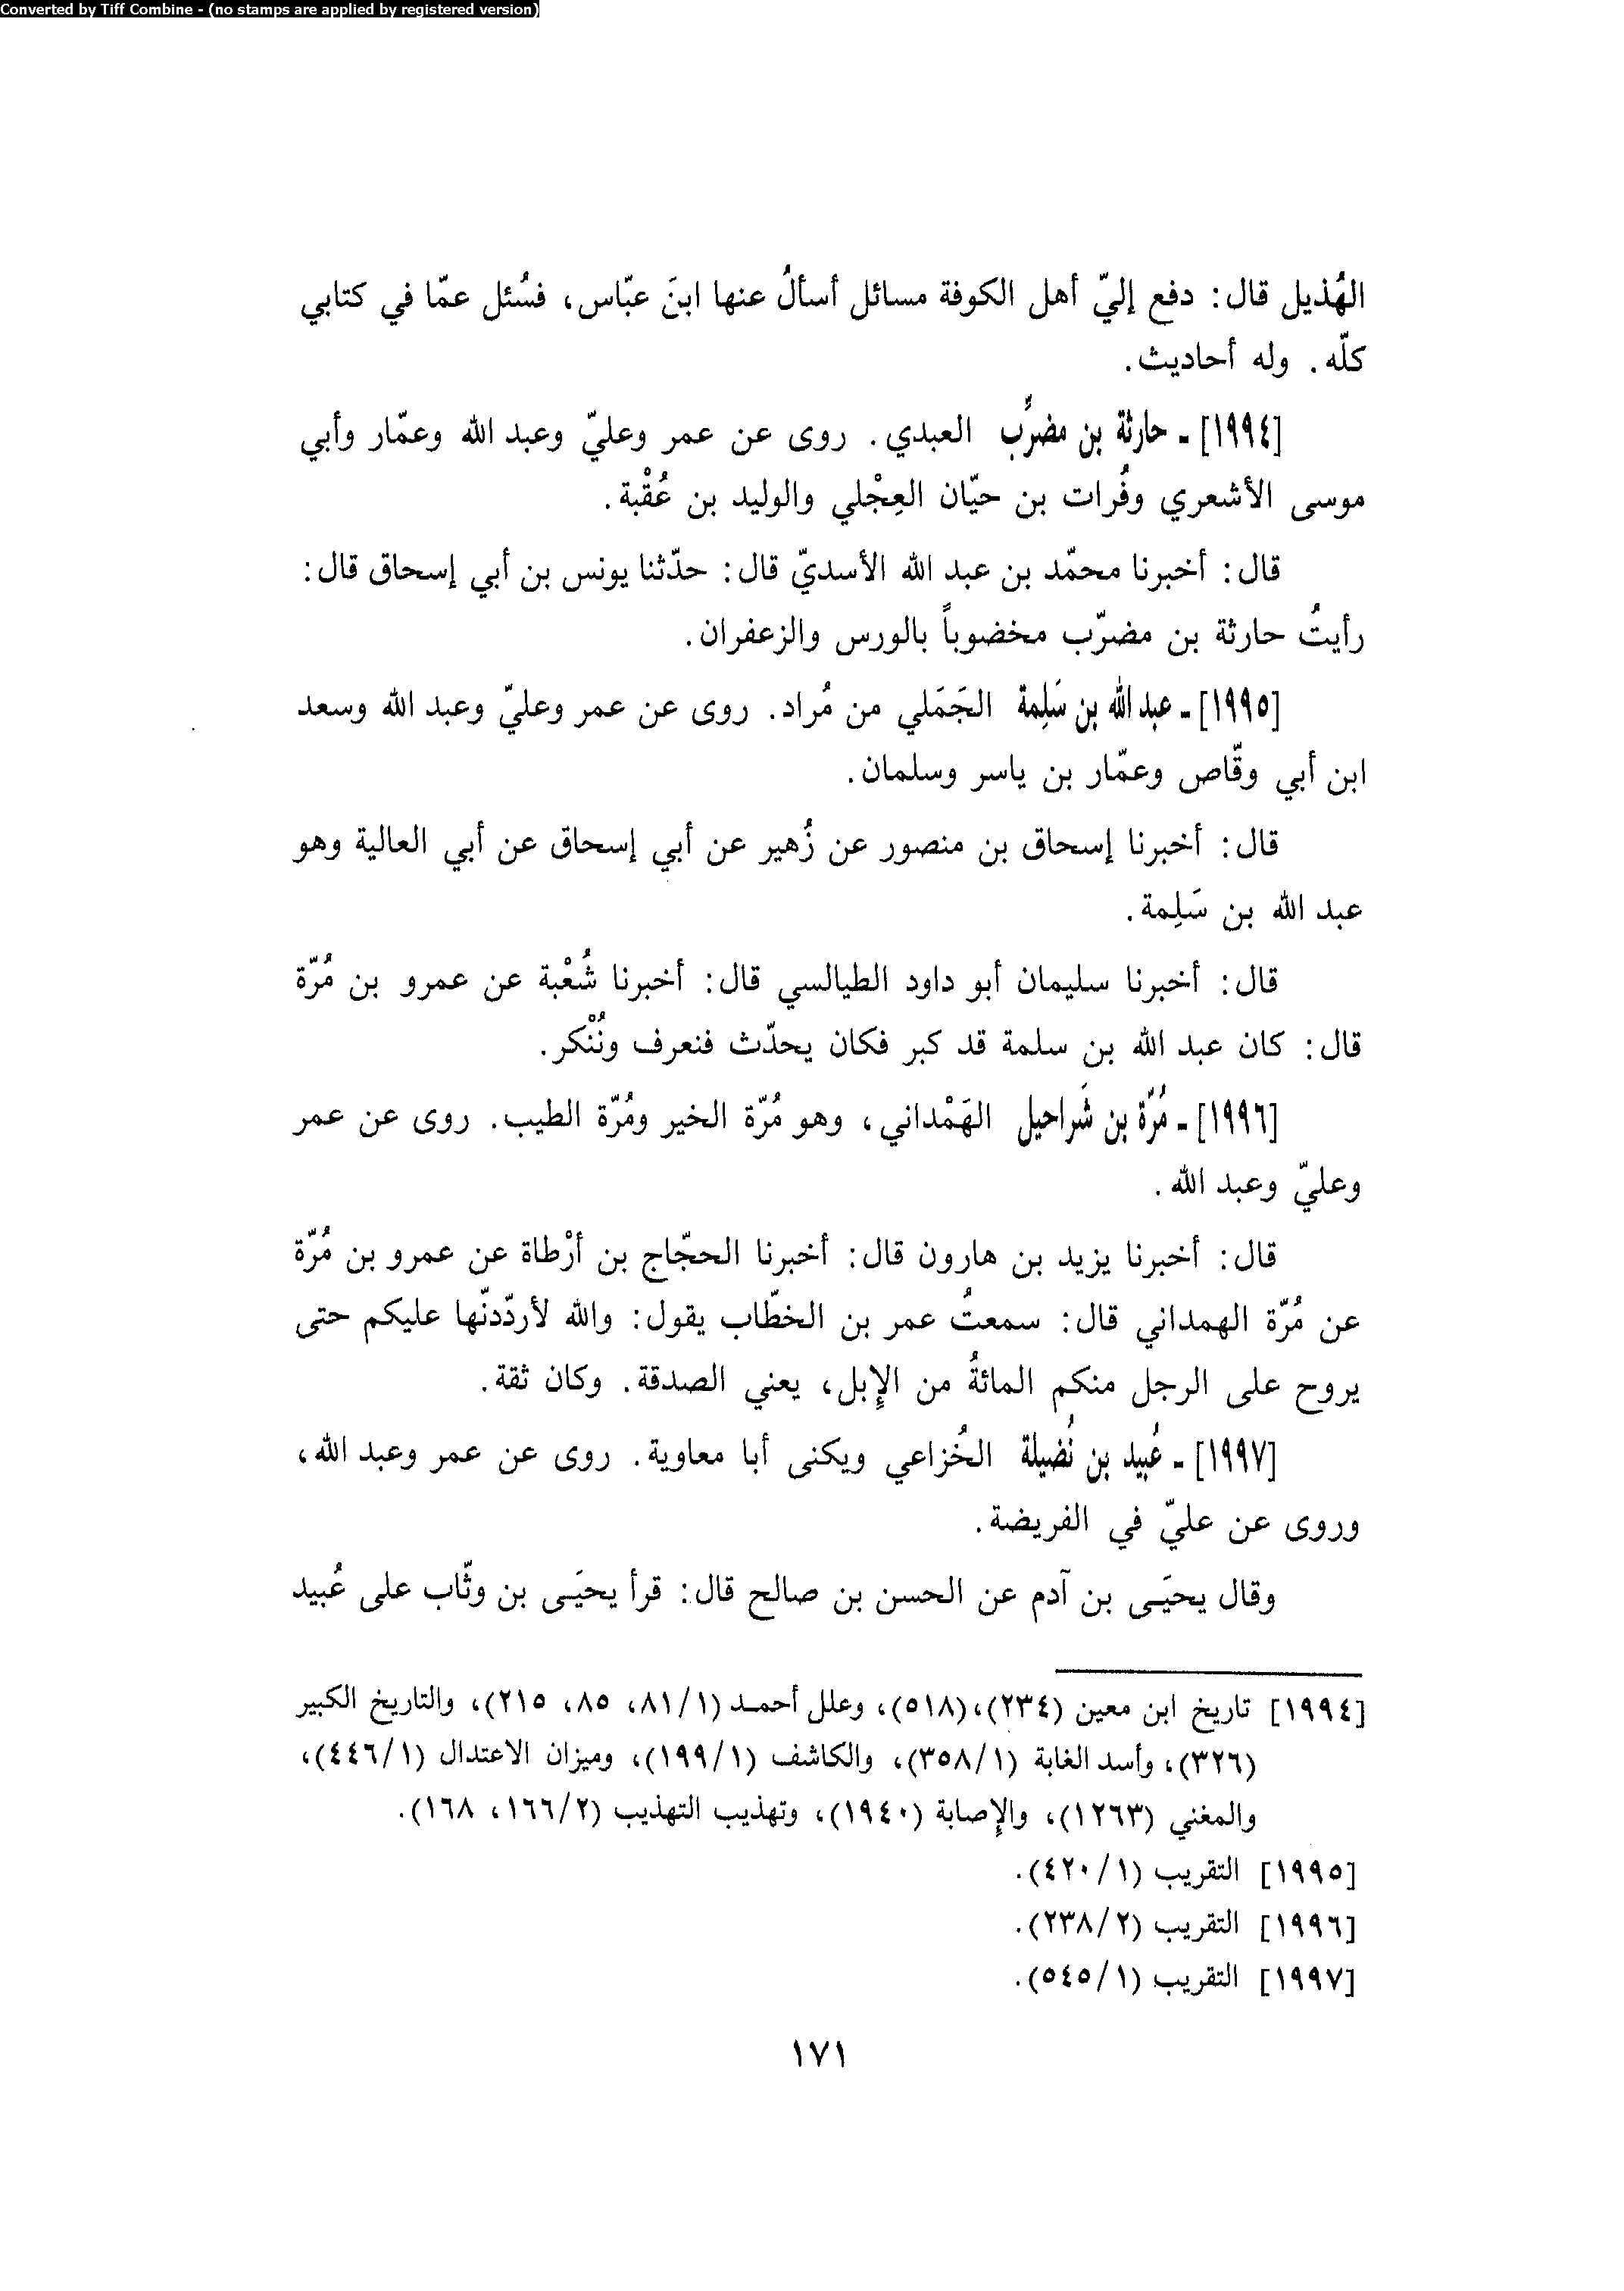 Converted by Tiff Combine - (no stamps are applied by registered version)
الهُذيل قال: دفع إليّ أهل الكوفة مسائل أسألُ عنها ابنَ عبّاس، فسُئل عمّا في كتابي
كلّه. وله أحاديث.
[١٩٩٤] ـ حارثة بن مضرِّب العبدي. روى عن عمر وعليّ وعبد الله وعمّار وأبي
موسى الأشعري وفُرات بن حيّان العِجْلي والوليد بن عُقْبة.
قال: أخبرنا محمّد بن عبد الله الأسديّ قال: حدّثنا يونس بن أبي إسحاق قال:
رأيتُ حارثة بن مضرّب مخضوباً بالورس والزعفران.
[١٩٩٥] ـ عبد الله بن سَلِمة الجَمَلي من مُراد. روى عن عمر وعليّ وعبد الله وسعد
ابن أبي وقّاص وعمّار بن ياسر وسلمان.
قال: أخبرنا إسحاق بن منصور عن زُهير عن أبي إسحاق عن أبي العالية وهو
عبد الله بن سَلِمة.
قال: أخبرنا سليمان أبو داود الطيالسي قال: أخبرنا شُعْبة عن عمرو بن مُرّة
قال: كان عبد الله بن سلمة قد كبر فكان يحدّث فنعرف ونُنْكر.
[١٩٩٦] ـ مُرّة بن شَراحيل الهَمْداني، وهو مُرّة الخير ومُرّة الطيب. روى عن عمر
وعليّ وعبد الله.
قال: أخبرنا يزيد بن هارون قال: أخبرنا الحجّاج بن أرْطاة عن عمرو بن مُرّة
عن مُرّة الهمداني قال: سمعتُ عمر بن الخطّاب يقول: والله لأردّدنّها عليكم حتى
يروح على الرجل منكم المائةُ من الإبل، يعني الصدقة. وكان ثقة.
[١٩٩٧] ـ عُبيد بن نُضيلة الخُزاعي ويكنى أبا معاوية. روى عن عمر وعبد الله،
وروى عن عليّ في الفريضة.
وقال يحيَى بن آدم عن الحسن بن صالح قال: قرأ يحيَى بن وثّاب على عُبيد
[١٩٩٤] تاريخ ابن معين (٢٣٤)،(٥١٨)، وعلل أحمد (٨١/١، ٨٥، ٢١٥)، والتاريخ الكبير
(٣٢٦)، وأسد الغابة (٣٥٨/١)، والكاشف (١٩٩/١)، وميزان الاعتدال (٤٤٦/١)،
والمغني (١٢٦٣)، والإصابة (١٩٤٠)، وتهذيب التهذيب (١٦٦/٢، ١٦٨).
[١٩٩٥] التقريب (٤٢٠/١).
[١٩٩٦] التقريب (٢٣٨/٢).
[١٩٩٧] التقريب (٥٤٥/١).
١٧١